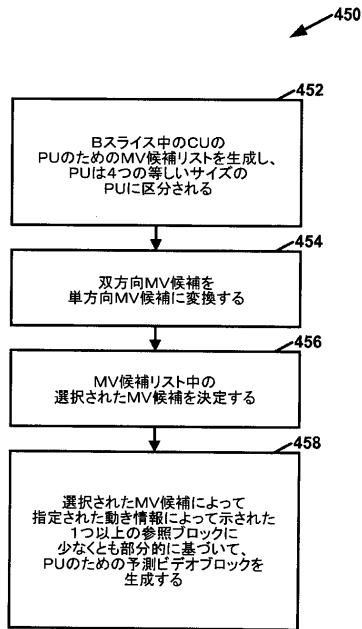 450
452
Bスライス中のCUの
PUのためのMV候補リストを生成し、
PUは4つの等しいサイズの
PUに区分される
454
双方向MV候補を
単方向MV候補に変換する
456
MV候補リスト中の
選択されたMV候補を決定する
458
選択されたMV候補によって
指定された動き情報によって示された
1つ以上の参照ブロックに
少なくとも部分的に基づいて、
PUのための予測ビデオブロックを
生成する